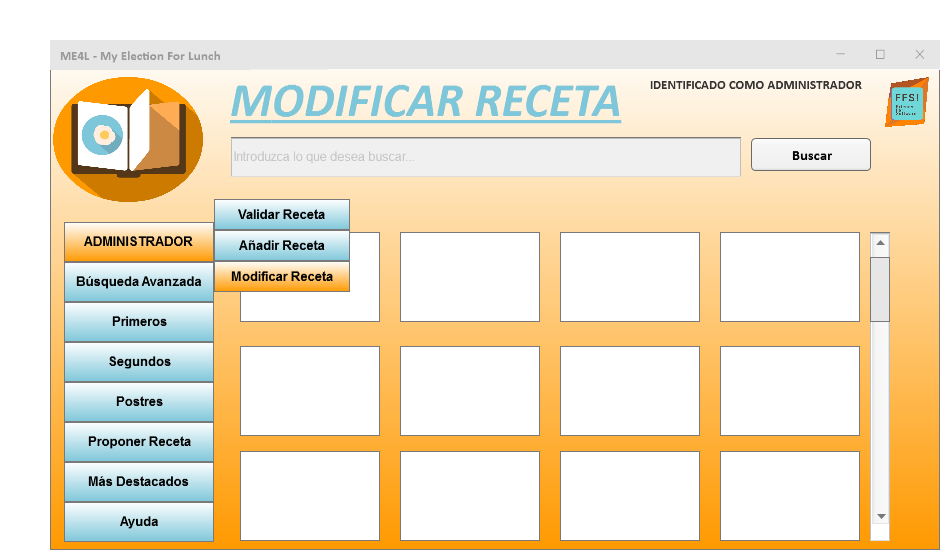 ME4L - My Election For Lunch
MODIFICAR RECETA
IDENTIFICADO COMO ADMINISTRADOR
FFSI
Introduzca lo que desea buscar...
Buscar
Validar Receta
Añadir Receta
Modificar Receta
ADMINISTRADOR
Búsqueda Avanzada
Primeros
Segundos
Postres
Proponer Receta
Más Destacados
Ayuda